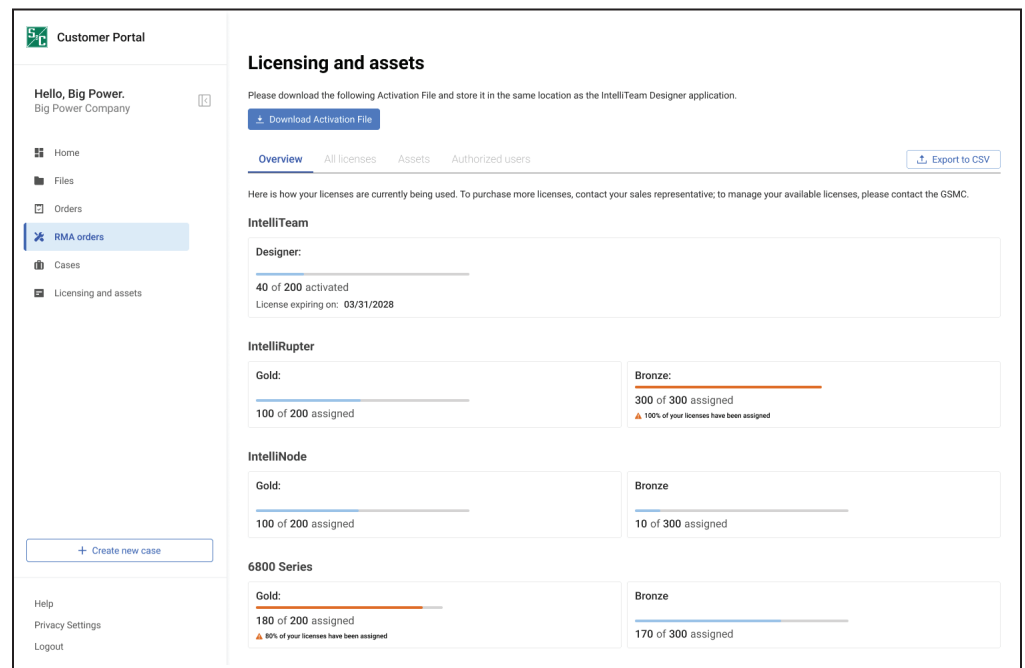 S&C Customer Portal
Hello, Big Power.
Big Power Company
Home
Files
Orders
RMA orders
Cases
Licensing and assets
+ Create new case
Help
Privacy Settings
Logout
Licensing and assets
Please download the following Activation File and store it in the same location as the IntelliTeam Designer application.
Download Activation File
Overview All licenses Assets Authorized users Export to CSV
Here is how your licenses are currently being used. To purchase more licenses, contact your sales representative; to manage your available licenses, please contact the GSMC.
IntelliTeam
Designer:
40 of 200 activated
License expiring on: 03/31/2028
IntelliRupter
Gold:
100 of 200 assigned
Bronze:
300 of 300 assigned
100% of your licenses have been assigned
IntelliNode
Gold:
100 of 200 assigned
Bronze
10 of 300 assigned
6800 Series
Gold:
180 of 200 assigned
80% of your licenses have been assigned
Bronze
170 of 300 assigned